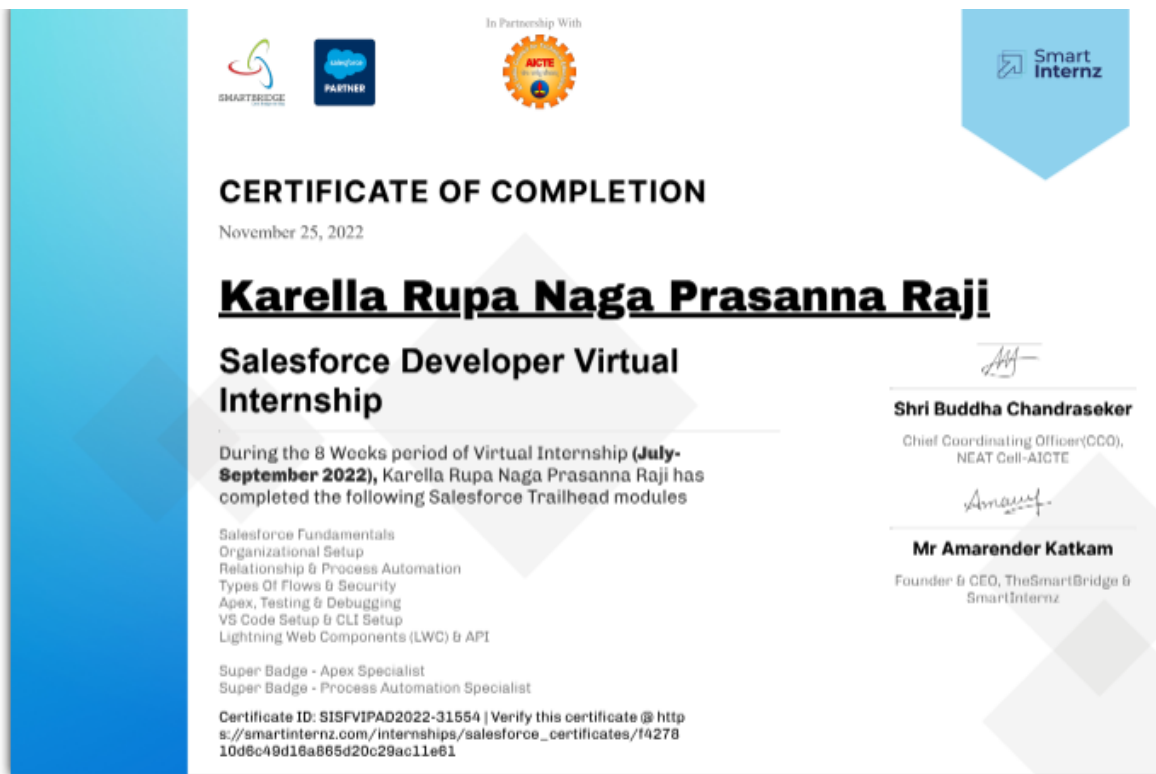 In Partnership With
SMARTBRIDGE
salesforce
PARTNER
AICTE
Smart
Internz
CERTIFICATE OF COMPLETION
November 25, 2022
Karella Rupa Naga Prasanna Raji
Salesforce Developer Virtual
Internship
During the 8 Weeks period of Virtual Internship (July-
September 2022), Karella Rupa Naga Prasanna Raji has
completed the following Salesforce Trailhead modules
Salesforce Fundamentals
Organizational Setup
Relationship & Process Automation
Types Of Flows & Security
Apex, Testing & Debugging
VS Code Setup & CLI Setup
Lightning Web Components (LWC) & API
Super Badge - Apex Specialist
Super Badge - Process Automation Specialist
Certificate ID: SISFVIPAD2022-31554 | Verify this certificate @ http
s://smartinternz.com/internships/salesforce_certificates/f4278
10d6c49d16a865d20c29ac11e61
Shri Buddha Chandraseker
Chief Coordinating Officer(CCO),
NEAT Cell-AICTE
Mr Amarender Katkam
Founder & CEO, TheSmartBridge &
SmartInternz